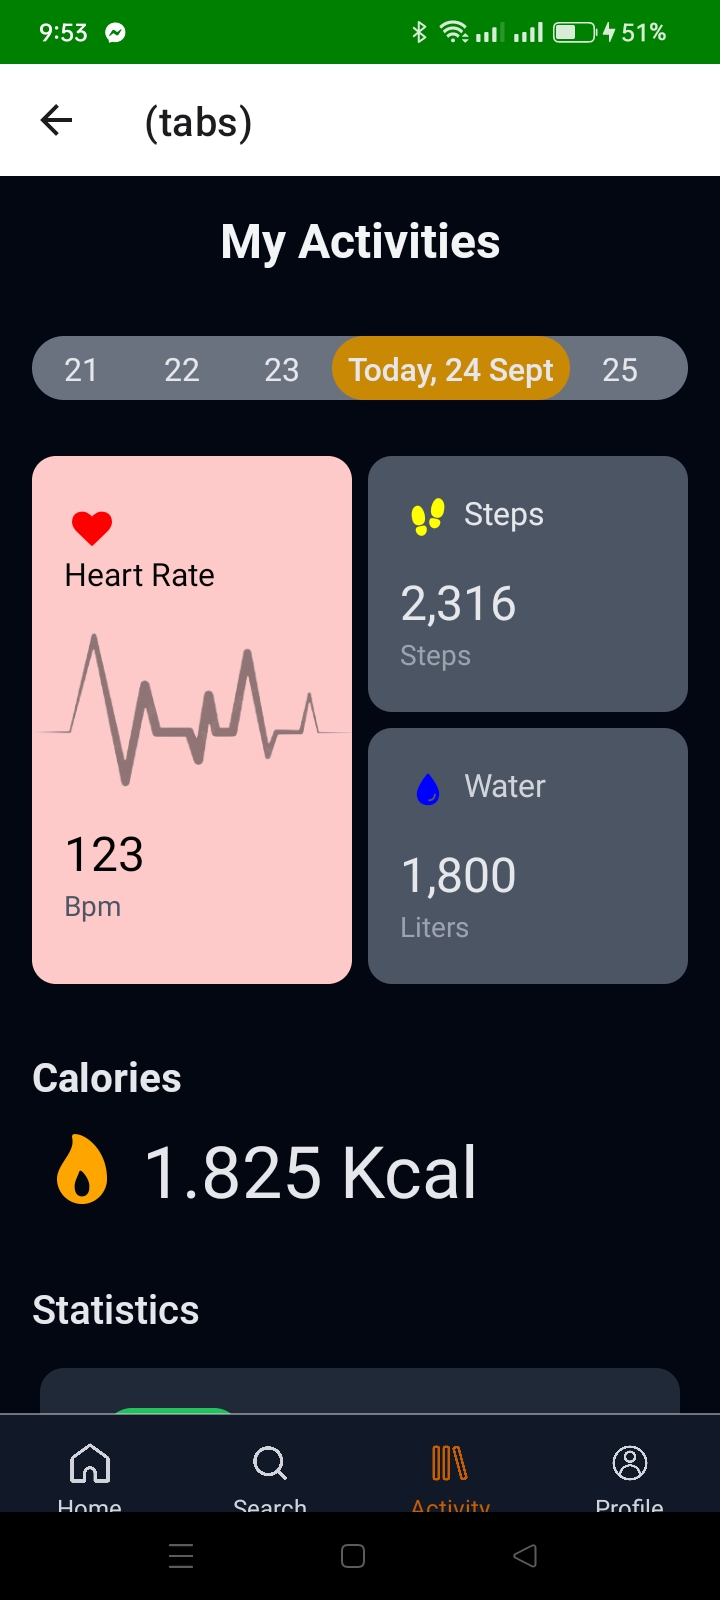 9:53 51%
(tabs)
My Activities
21 22 23 Today, 24 Sept 25
Heart Rate
123
Bpm
Steps
2,316
Steps
Water
1,800
Liters
Calories
1.825 Kcal
Statistics
Home Search Activity Profile